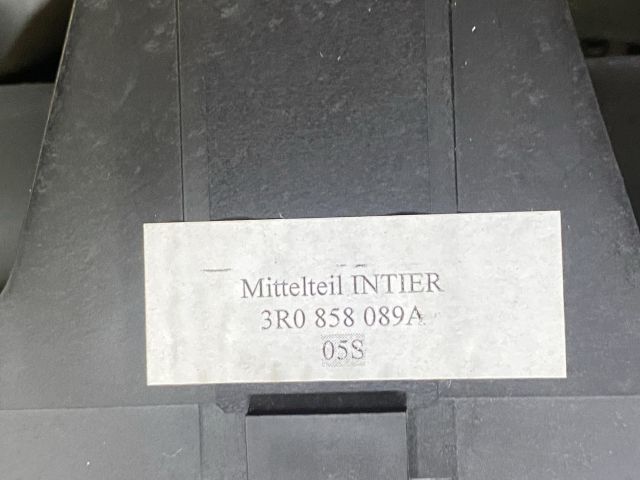 Mittelteil INTIER
3R0 858 089A
05S